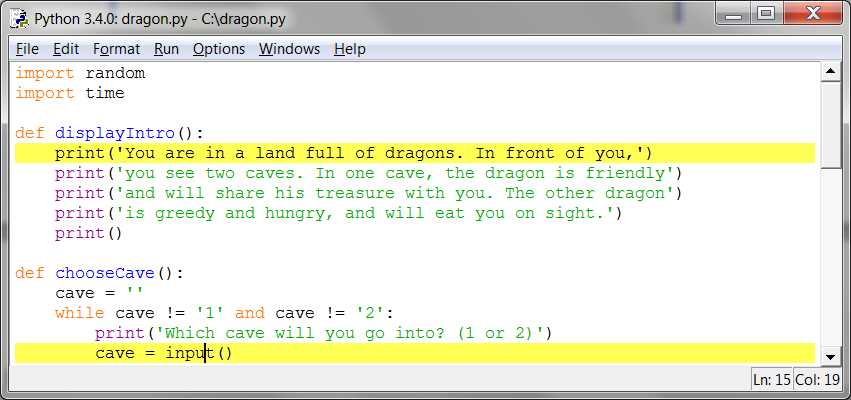 Python 3.4.0: dragon.py - C:\dragon.py
File Edit Format Run Options Windows Help
import random
import time
def displayIntro():
    print('You are in a land full of dragons. In front of you,')
    print('you see two caves. In one cave, the dragon is friendly')
    print('and will share his treasure with you. The other dragon')
    print('is greedy and hungry, and will eat you on sight.')
    print()
def chooseCave():
    cave = ''
    while cave != '1' and cave != '2':
        print('Which cave will you go into? (1 or 2)')
        cave = input()
Ln: 15 Col: 19